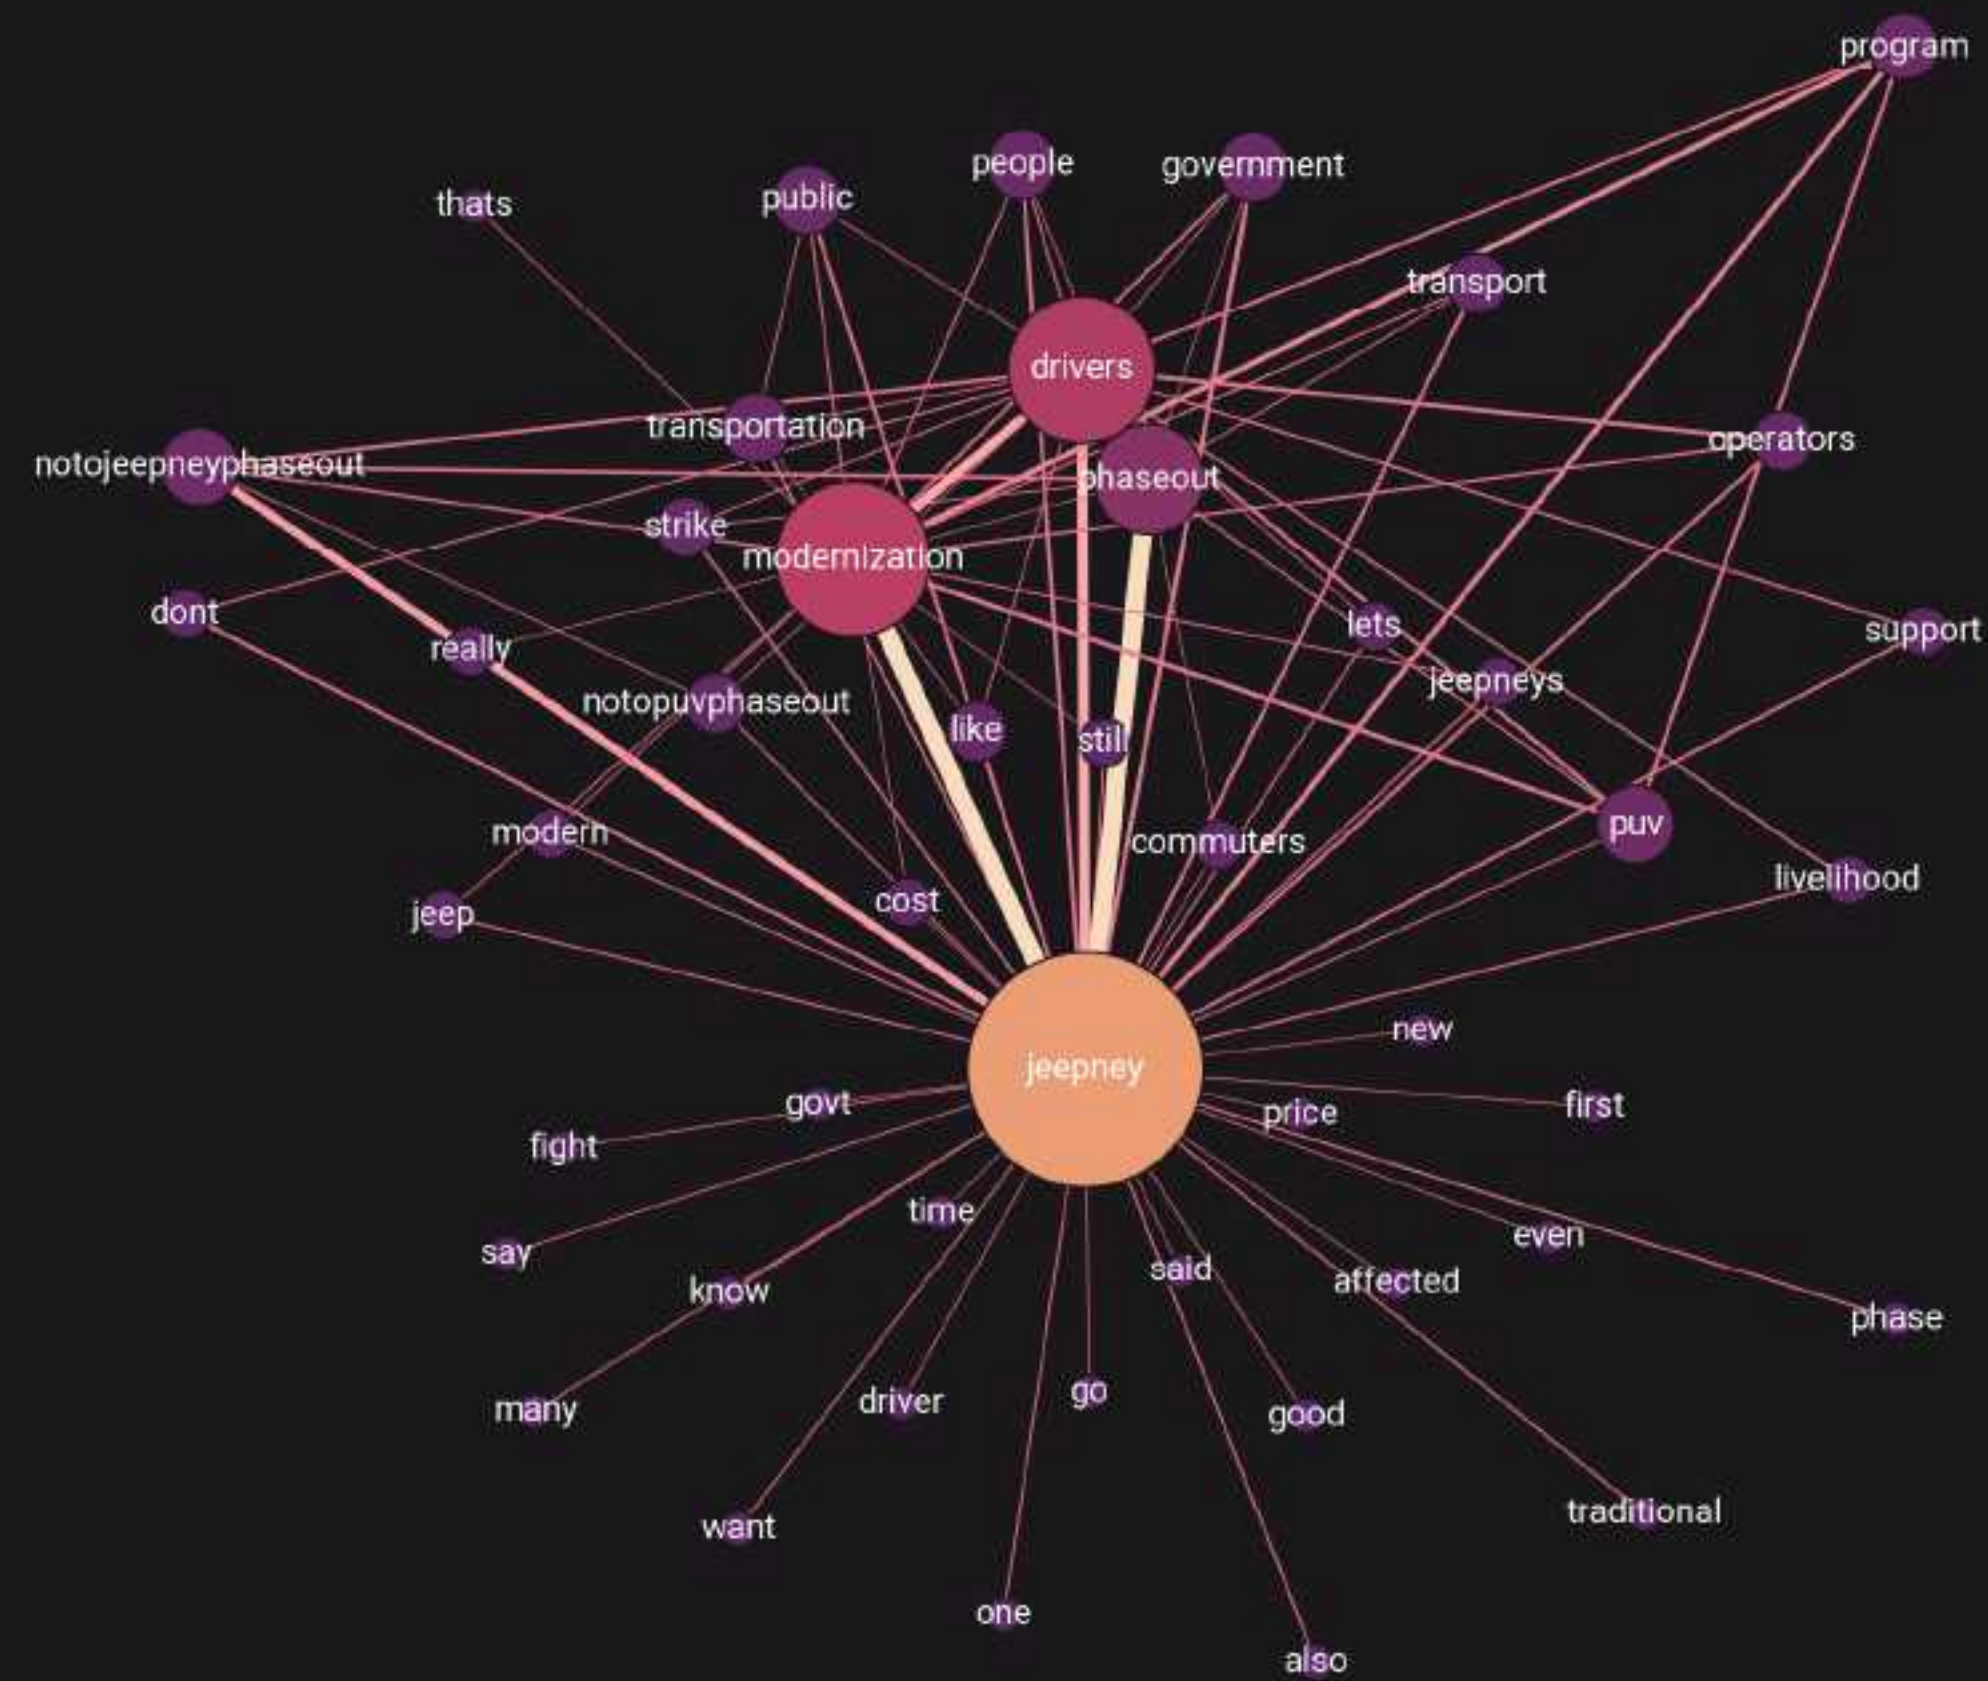 program
people
government
public
thats
transport
drivers
transportation
operators
notojeepneyphaseout
phaseout
strike
modernization
dont
lets
support
really
jeepneys
notopuvphaseout
like
still
puv
modern
commuters
livelihood
cost
jeep
new
jeepney
govt
first
price
fight
time
even
say
said
affected
know
phase
go
driver
many
good
traditional
want
one
also